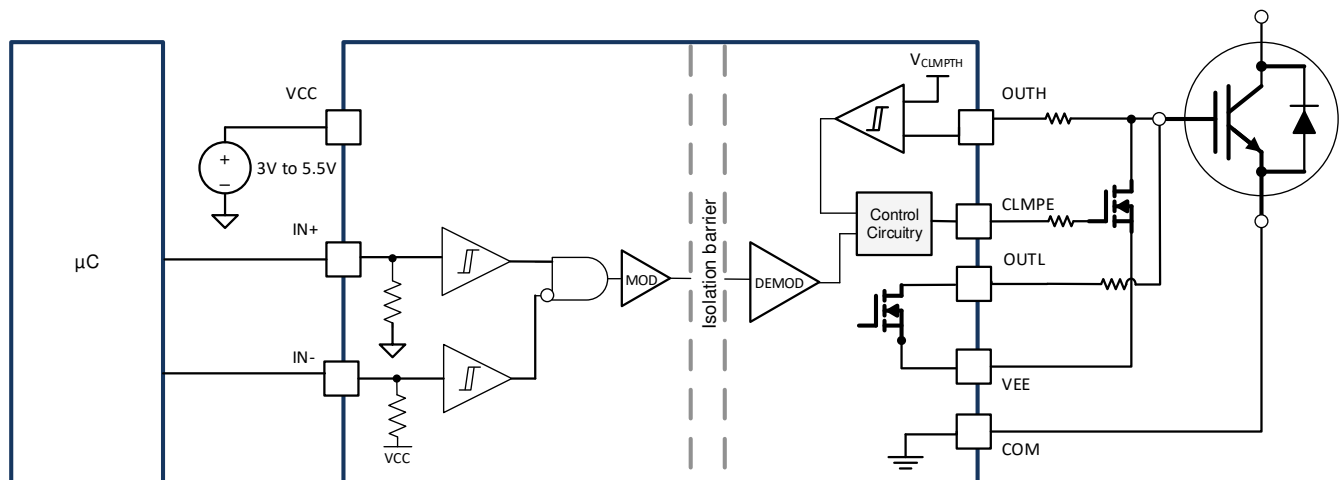 VCC
3V to 5.5V
IN+
µC
IN-
VCC
MOD
Isolation barrier
DEMOD
VCLMPTH
Control
Circuitry
OUTH
CLMPE
OUTL
VEE
COM
+
−